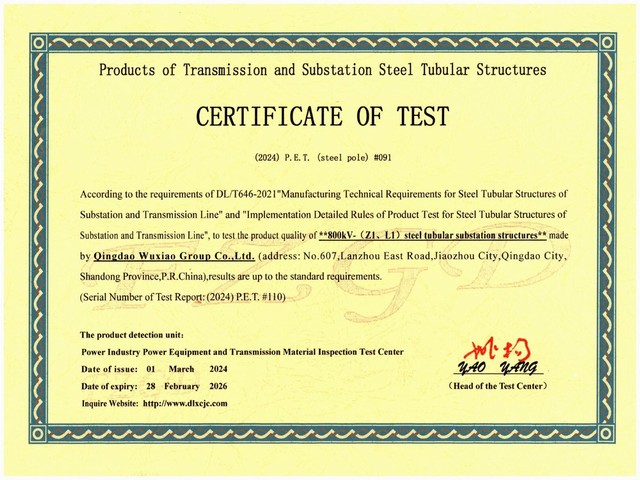 Products of Transmission and Substation Steel Tubular Structures
CERTIFICATE OF TEST
(2024) P.E.T. (steel pole) #091
According to the requirements of DL/T646-2021"Manufacturing Technical Requirements for Steel Tubular Structures of
Substation and Transmission Line" and "Implementation Detailed Rules of Product Test for Steel Tubular Structures of
Substation and Transmission Line", to test the product quality of **800kV-（Z1、L1）steel tubular substation structures** made
by Qingdao Wuxiao Group Co.,Ltd. (address: No.607,Lanzhou East Road,Jiaozhou City,Qingdao City,
Shandong Province,P.R.China),results are up to the standard requirements.
(Serial Number of Test Report: (2024) P.E.T. #110)
TZGD
The product detection unit:
Power Industry Power Equipment and Transmission Material Inspection Test Center
Date of issue: 01 March 2024
Date of expiry: 28 February 2026
Inquire Website: http://www.dlxcjc.com
YAO YANG
（Head of the Test Center）